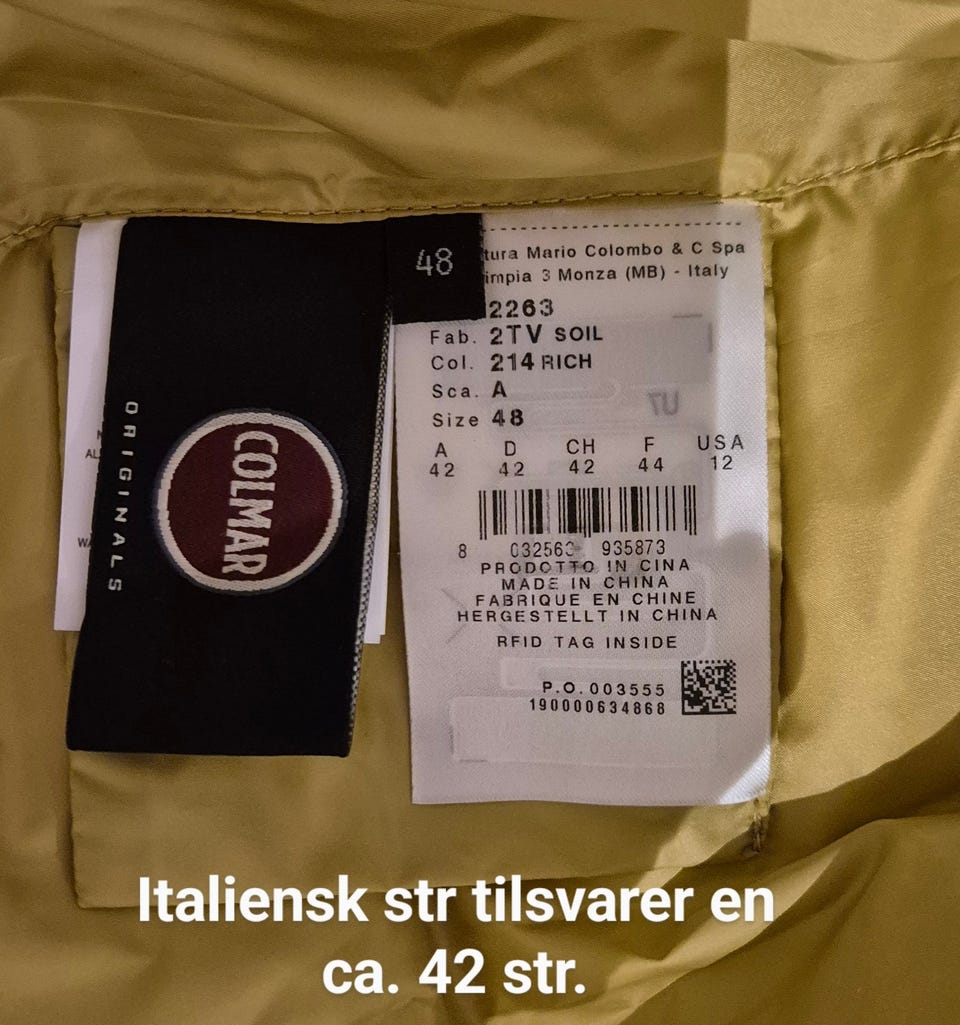 48
tura Mario Colombo & C Spa
impia 3 Monza (MB) - Italy
2263
Fab. 2TV SOIL
Col. 214 RICH
Sca. A
Size 48
A D CH F USA
42 42 42 44 12
8 032563 935873
PRODOTTO IN CINA
MADE IN CHINA
FABRIQUE EN CHINE
HERGESTELLT IN CHINA
RFID TAG INSIDE
P.O. 003555
190000634868
ORIGINALS
COLMAR
U7
Italiensk str tilsvarer en
ca. 42 str.